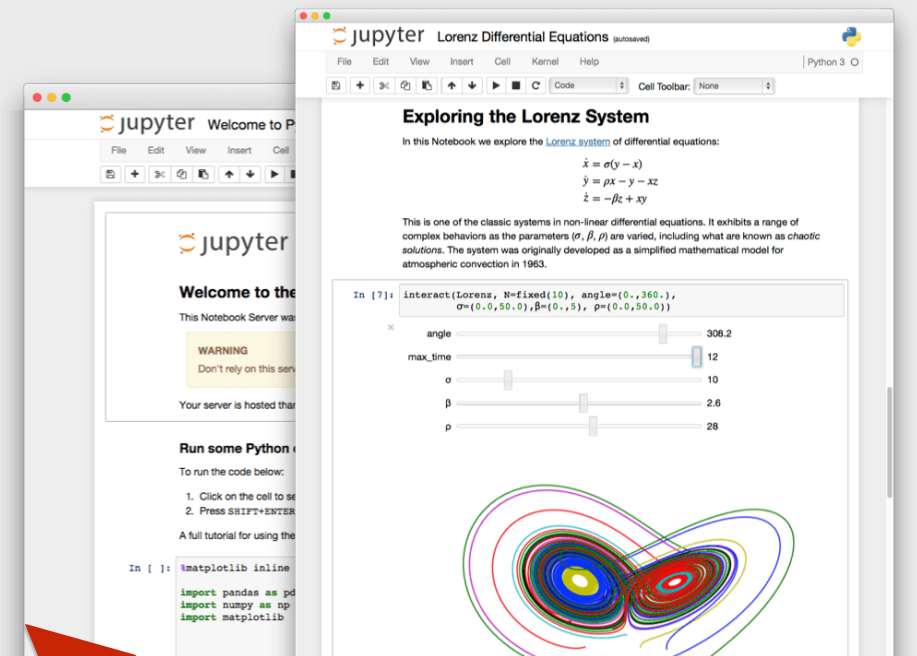 jupyter Lorenz Differential Equations (autosaved)
File Edit View Insert Cell Kernel Help
Python 3
Code
Cell Toolbar: None
Exploring the Lorenz System
In this Notebook we explore the Lorenz system of differential equations:
ẋ = σ(y − x)
ẏ = ρx − y − xz
ż = −βz + xy
This is one of the classic systems in non-linear differential equations. It exhibits a range of
complex behaviors as the parameters (σ, β, ρ) are varied, including what are known as chaotic
solutions. The system was originally developed as a simplified mathematical model for
atmospheric convection in 1963.
In [7]: interact(Lorenz, N=fixed(10), angle=(0.,360.),
σ=(0.0,50.0),β=(0.,5), ρ=(0.0,50.0))
angle 308.2
max_time 12
σ 10
β 2.6
ρ 28
jupyter Welcome to P
File Edit View Insert Cell
jupyter
Welcome to the
This Notebook Server was
WARNING
Don't rely on this serv
Your server is hosted than
Run some Python
To run the code below:
1. Click on the cell to se
2. Press SHIFT+ENTER
A full tutorial for using the
In [ ]: %matplotlib inline
import pandas as pd
import numpy as np
import matplotlib